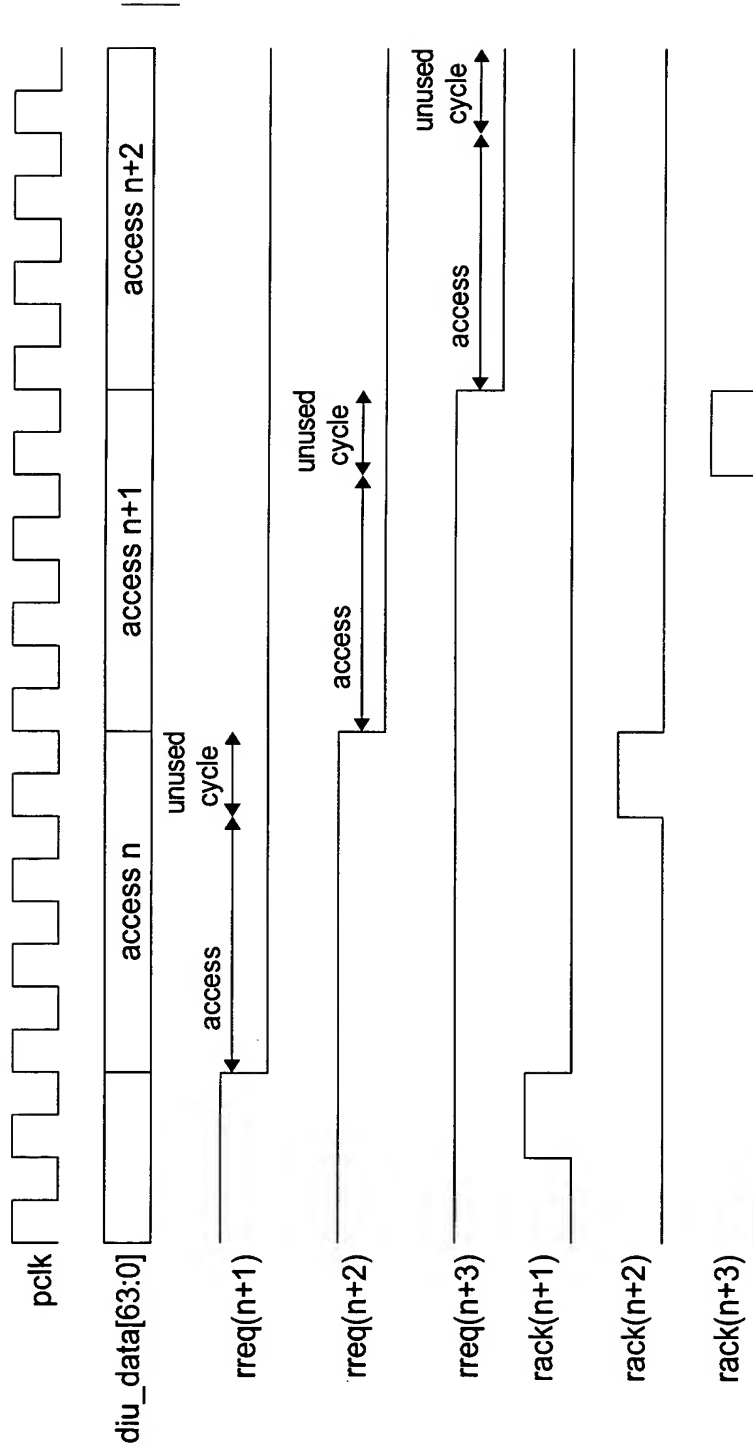 pclk
diu_data[63:0]
access n
access n+1
access n+2
rreq(n+1)
access
unused
cycle
rreq(n+2)
access
unused
cycle
rreq(n+3)
access
unused
cycle
rack(n+1)
rack(n+2)
rack(n+3)